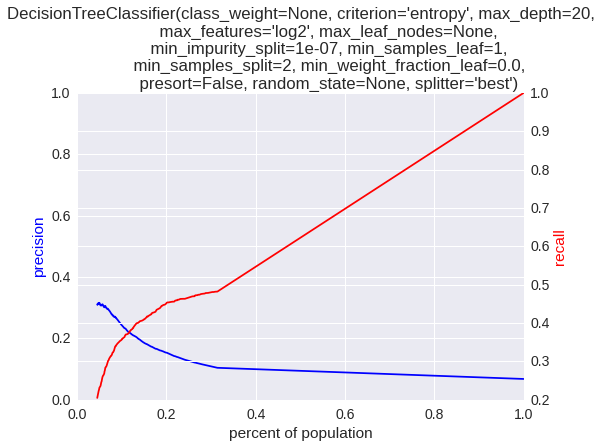 DecisionTreeClassifier(class_weight=None, criterion='entropy', max_depth=20,
max_features='log2', max_leaf_nodes=None,
min_impurity_split=1e-07, min_samples_leaf=1,
min_samples_split=2, min_weight_fraction_leaf=0.0,
presort=False, random_state=None, splitter='best')
1.0
0.8
0.6
0.4
0.2
0.0
precision
1.0
0.9
0.8
0.7
0.6
0.5
0.4
0.3
0.2
recall
0.0 0.2 0.4 0.6 0.8 1.0
percent of population